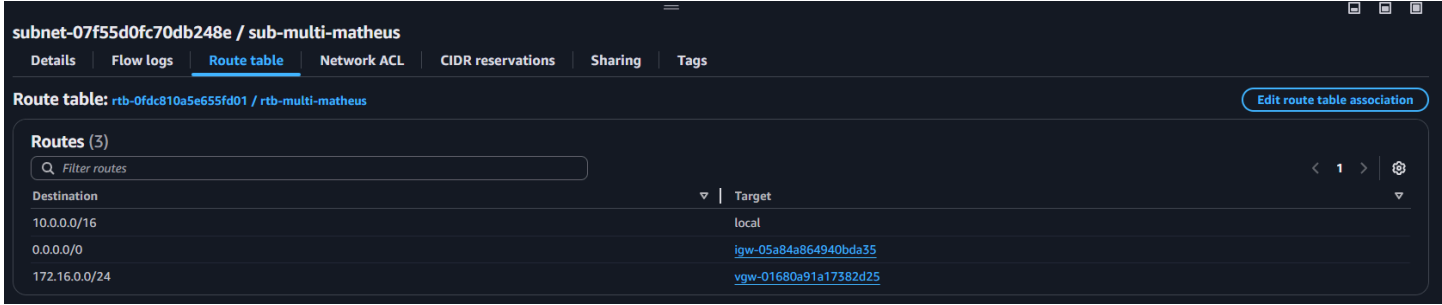 subnet-07f55d0fc70db248e / sub-multi-matheus
Details Flow logs Route table Network ACL CIDR reservations Sharing Tags
Route table: rtb-0fdc810a5e655fd01 / rtb-multi-matheus Edit route table association
Routes (3)
Filter routes 1
Destination Target
10.0.0.0/16 local
0.0.0.0/0 igw-05a84a864940bda35
172.16.0.0/24 vgw-01680a91a17382d25